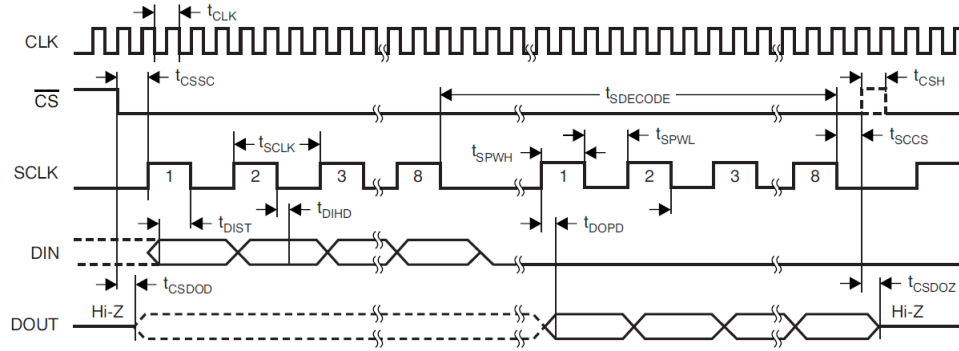 tCLK
CLK
tCSSC
tCSH
CS
tSDECODE
tSCLK
tSPWH
tSPWL
tSCCS
SCLK
1 2 3 8 1 2 3 8
tDIST
tDIHD
tDOPD
DIN
tCSDOD
tCSDOZ
Hi-Z
Hi-Z
DOUT